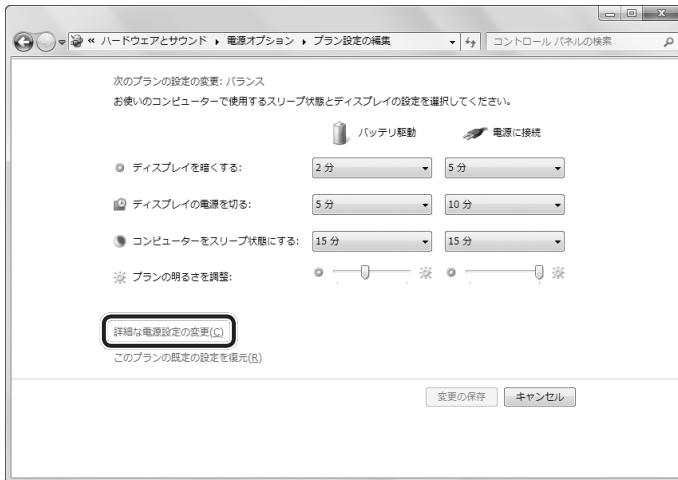 « ハードウェアとサウンド ▸ 電源オプション ▸ プラン設定の編集
コントロール パネルの検索
次のプランの設定の変更: バランス
お使いのコンピューターで使用するスリープ状態とディスプレイの設定を選択してください。
バッテリ駆動 電源に接続
ディスプレイを暗くする: 2 分 5 分
ディスプレイの電源を切る: 5 分 10 分
コンピューターをスリープ状態にする: 15 分 15 分
プランの明るさを調整:
詳細な電源設定の変更(C)
このプランの既定の設定を復元(R)
変更の保存 キャンセル